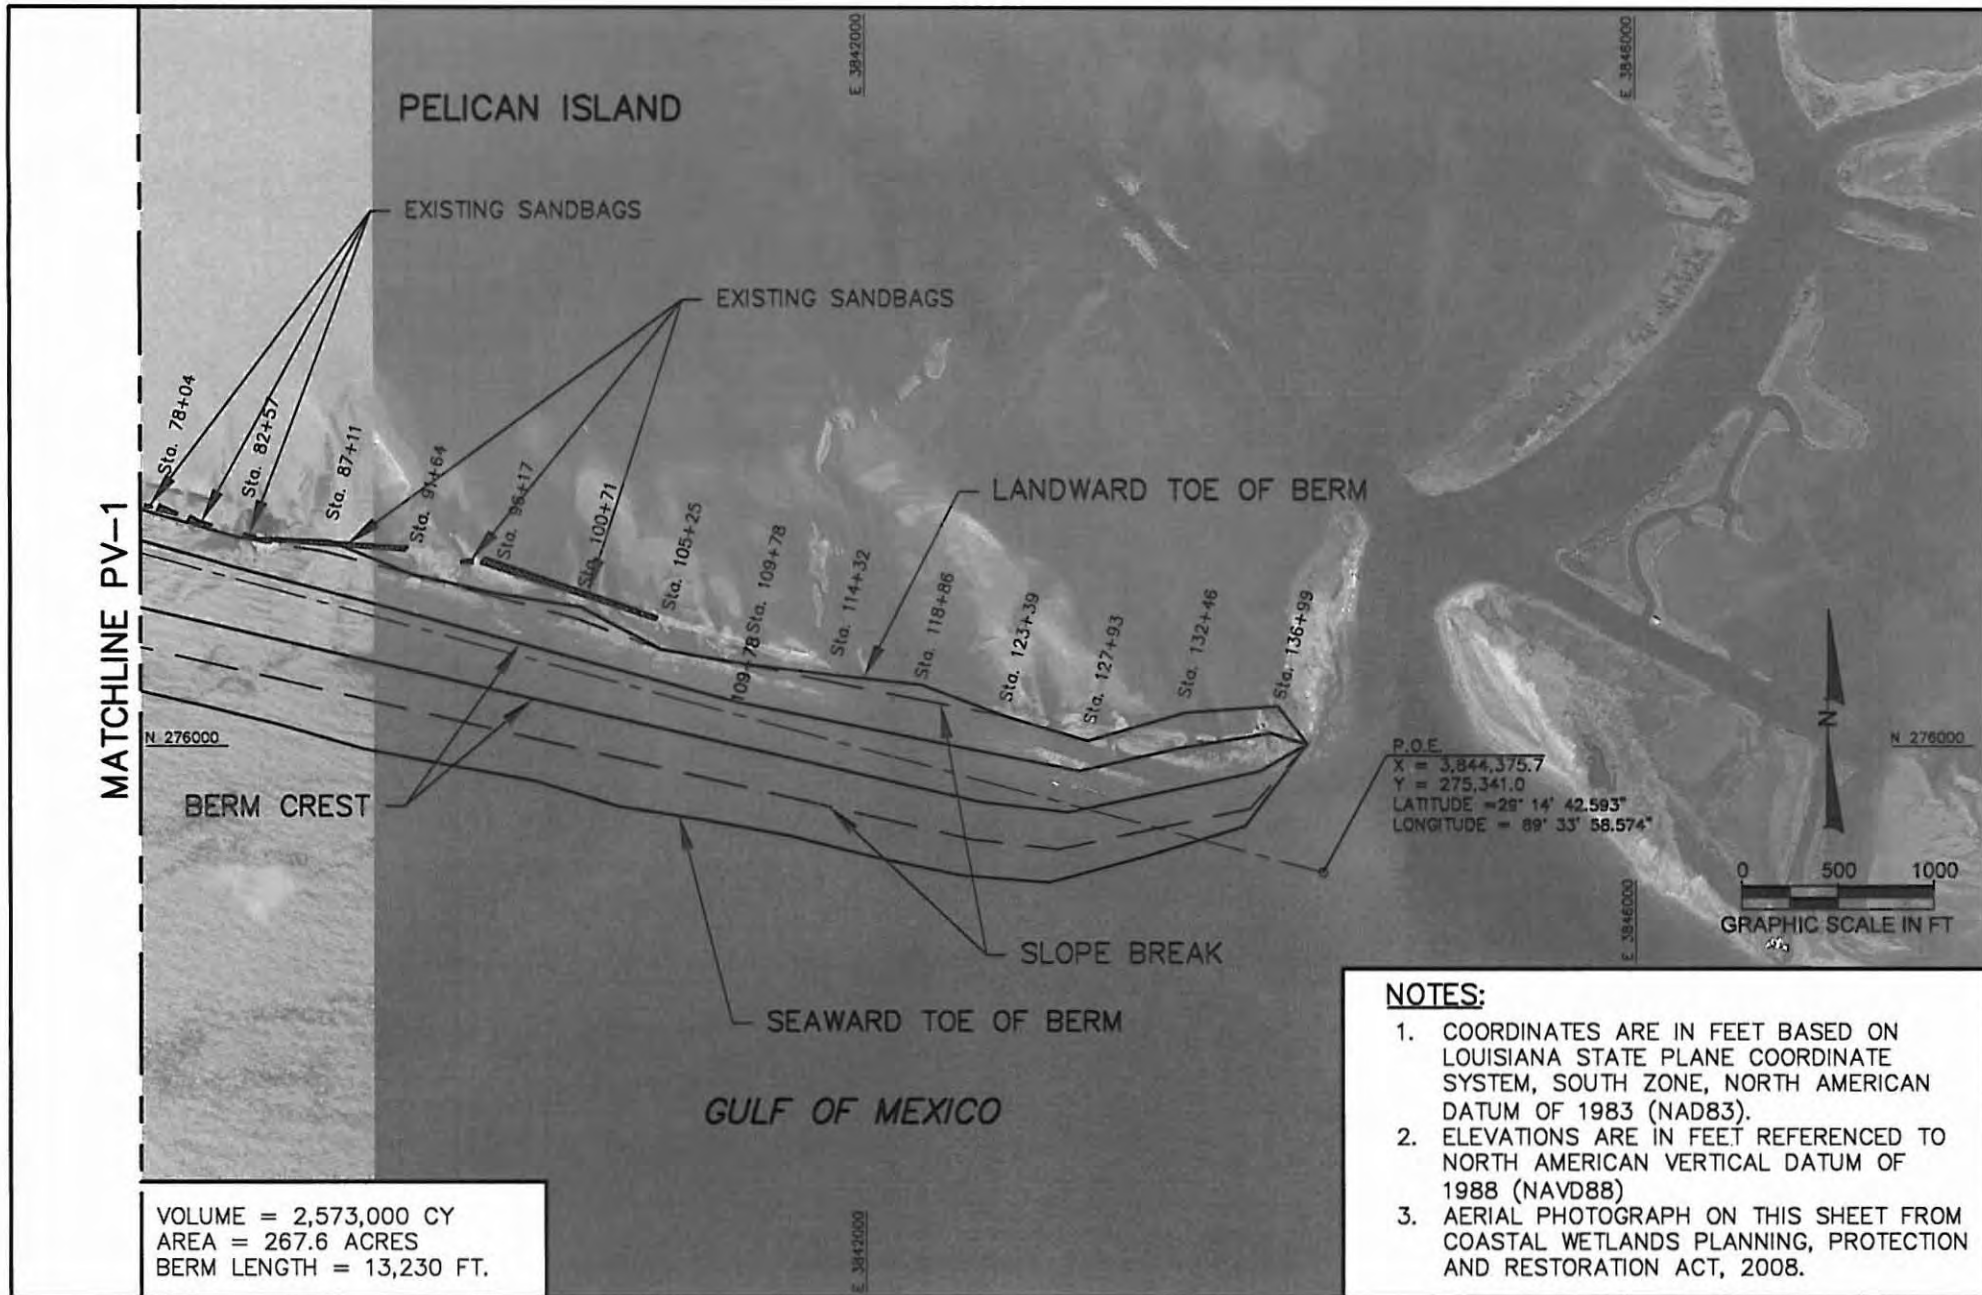 E 3842000
E 3846000
PELICAN ISLAND
EXISTING SANDBAGS
EXISTING SANDBAGS
Sta. 78+04
Sta. 82+57
Sta. 87+11
Sta. 91+64
Sta. 96+17
Sta. 100+71
Sta. 105+25
Sta. 109+78
109+78
Sta. 114+32
Sta. 118+86
Sta. 123+39
Sta. 127+93
Sta. 132+46
Sta. 136+99
LANDWARD TOE OF BERM
MATCHLINE PV-1
N 276000
N 276000
BERM CREST
P.O.E.
X = 3,844,375.7
Y = 275,341.0
LATITUDE =29° 14' 42.593"
LONGITUDE = 89° 33' 58.574"
N
0 500 1000
GRAPHIC SCALE IN FT
SLOPE BREAK
SEAWARD TOE OF BERM
GULF OF MEXICO
E 3842000
E 3846000
VOLUME = 2,573,000 CY
AREA = 267.6 ACRES
BERM LENGTH = 13,230 FT.
NOTES:
1. COORDINATES ARE IN FEET BASED ON
LOUISIANA STATE PLANE COORDINATE
SYSTEM, SOUTH ZONE, NORTH AMERICAN
DATUM OF 1983 (NAD83).
2. ELEVATIONS ARE IN FEET REFERENCED TO
NORTH AMERICAN VERTICAL DATUM OF
1988 (NAVD88)
3. AERIAL PHOTOGRAPH ON THIS SHEET FROM
COASTAL WETLANDS PLANNING, PROTECTION
AND RESTORATION ACT, 2008.